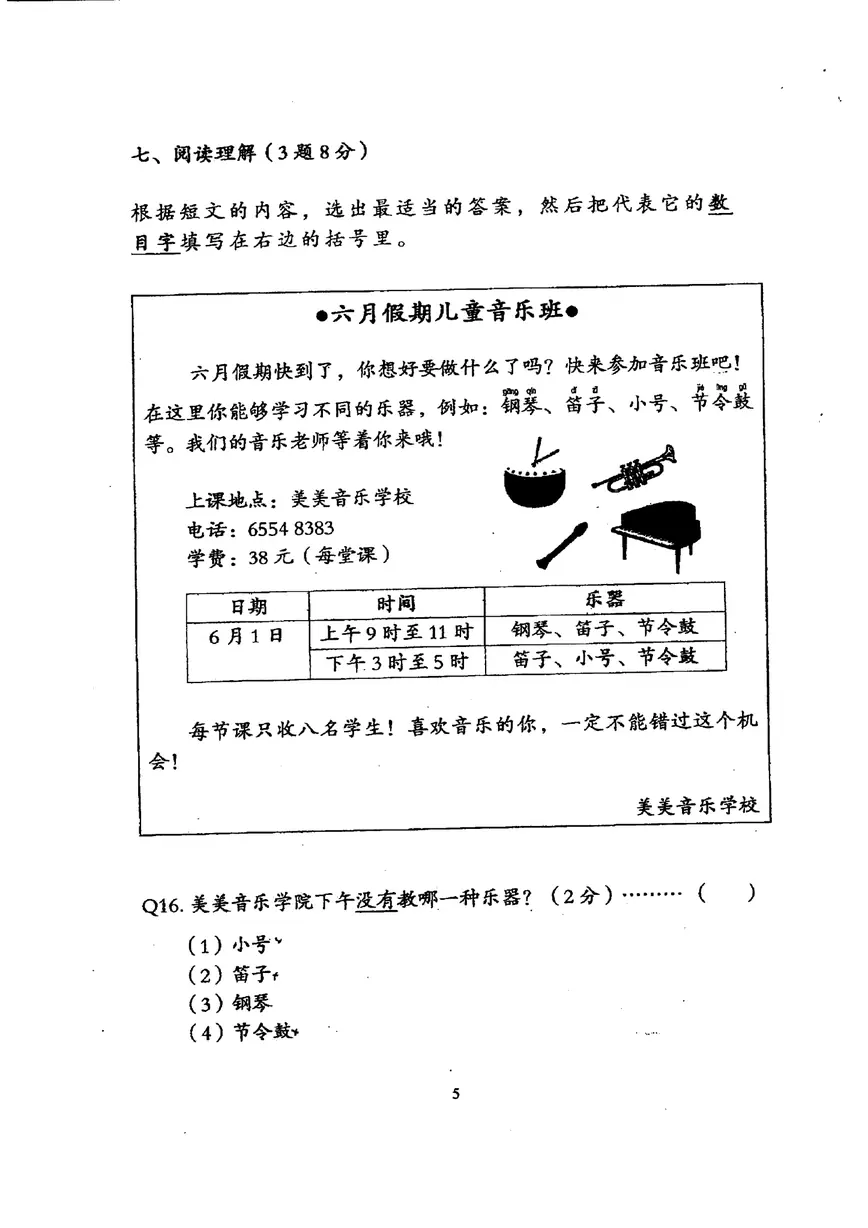 七、阅读理解（3题8分）
根据短文的内容，选出最适当的答案，然后把代表它的数
目字填写在右边的括号里。
●六月假期儿童音乐班●
六月假期快到了，你想好要做什么了吗？快来参加音乐班吧！
gāng qín dí zi jié lìng gǔ
在这里你能够学习不同的乐器，例如：钢琴、笛子、小号、节令鼓
等。我们的音乐老师等着你来哦！
上课地点：美美音乐学校
电话：6554 8383
学费：38元（每堂课）
日期 时间 乐器
6月1日 上午9时至11时 钢琴、笛子、节令鼓
下午3时至5时 笛子、小号、节令鼓
每节课只收八名学生！喜欢音乐的你，一定不能错过这个机
会！
美美音乐学校
Q16. 美美音乐学院下午没有教哪一种乐器？（2分）………（ ）
（1）小号
（2）笛子
（3）钢琴
（4）节令鼓
5